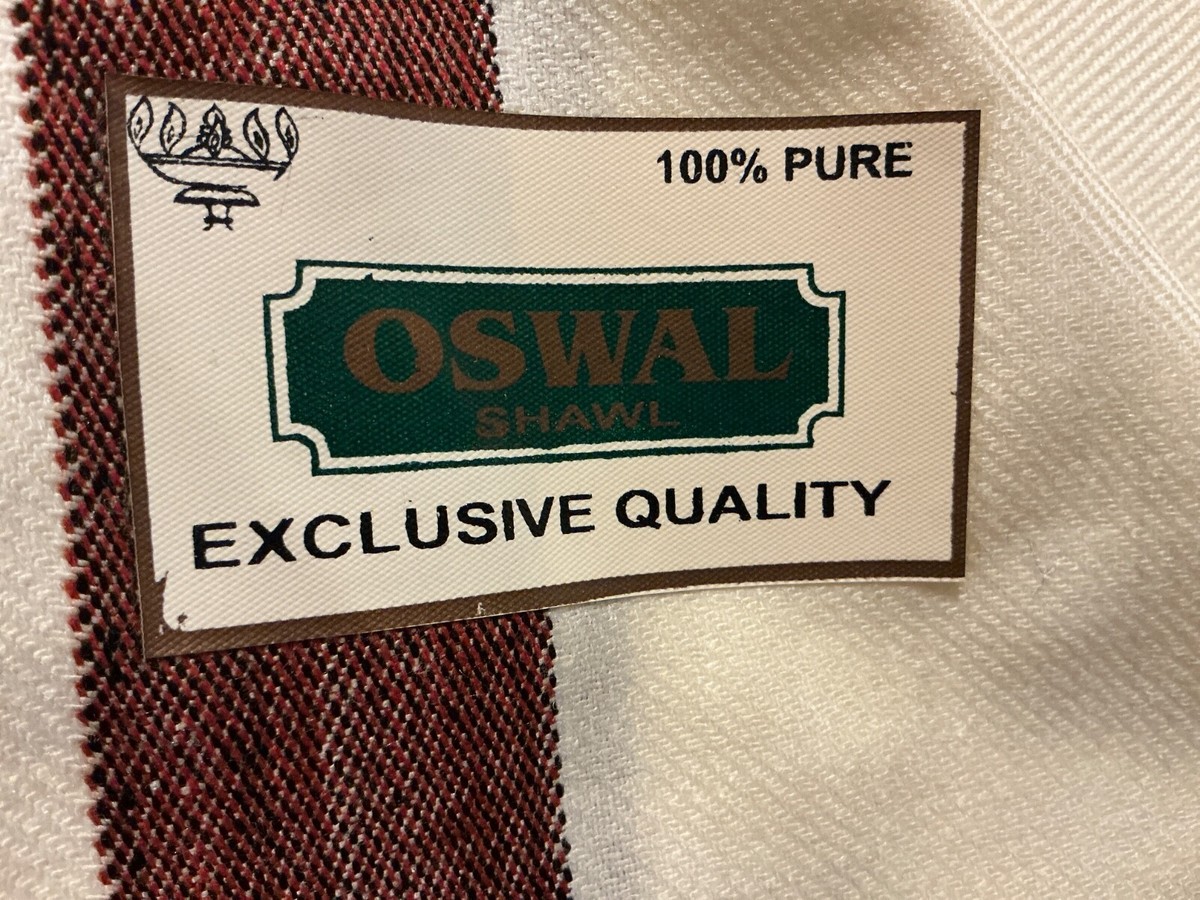 100% PURE
OSWAL
SHAWL
EXCLUSIVE QUALITY